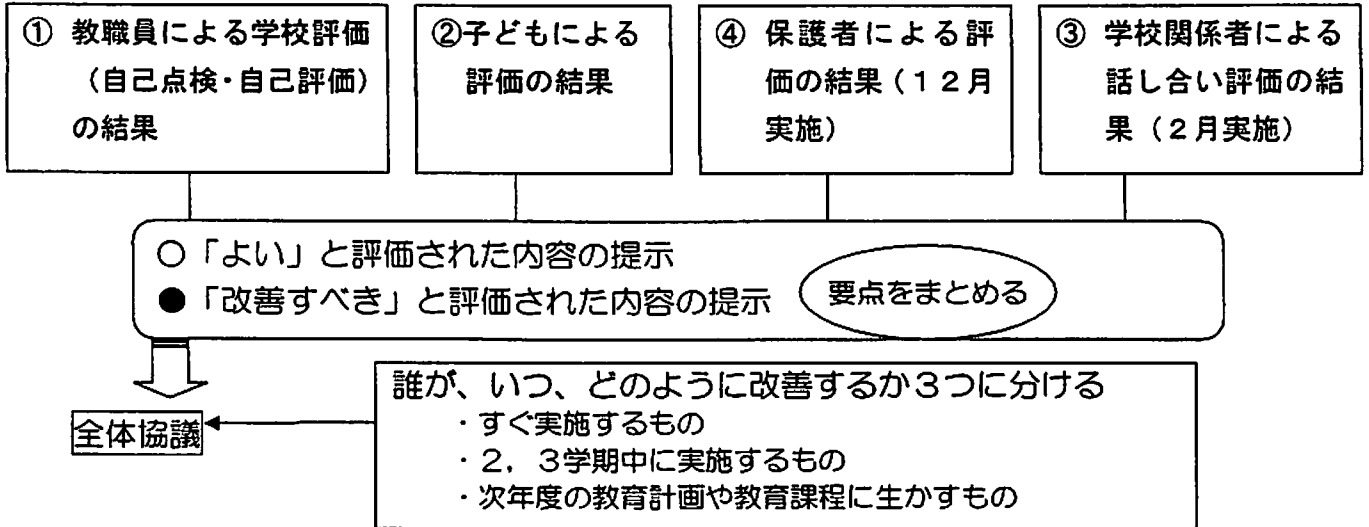 ① 教職員による学校評価
（自己点検・自己評価）
の結果
②子どもによる
評価の結果
④ 保護者による評
価の結果（１２月
実施）
③ 学校関係者による
話し合い評価の結
果（２月実施）
○「よい」と評価された内容の提示
●「改善すべき」と評価された内容の提示
要点をまとめる
誰が、いつ、どのように改善するか３つに分ける
・すぐ実施するもの
・２，３学期中に実施するもの
・次年度の教育計画や教育課程に生かすもの
全体協議